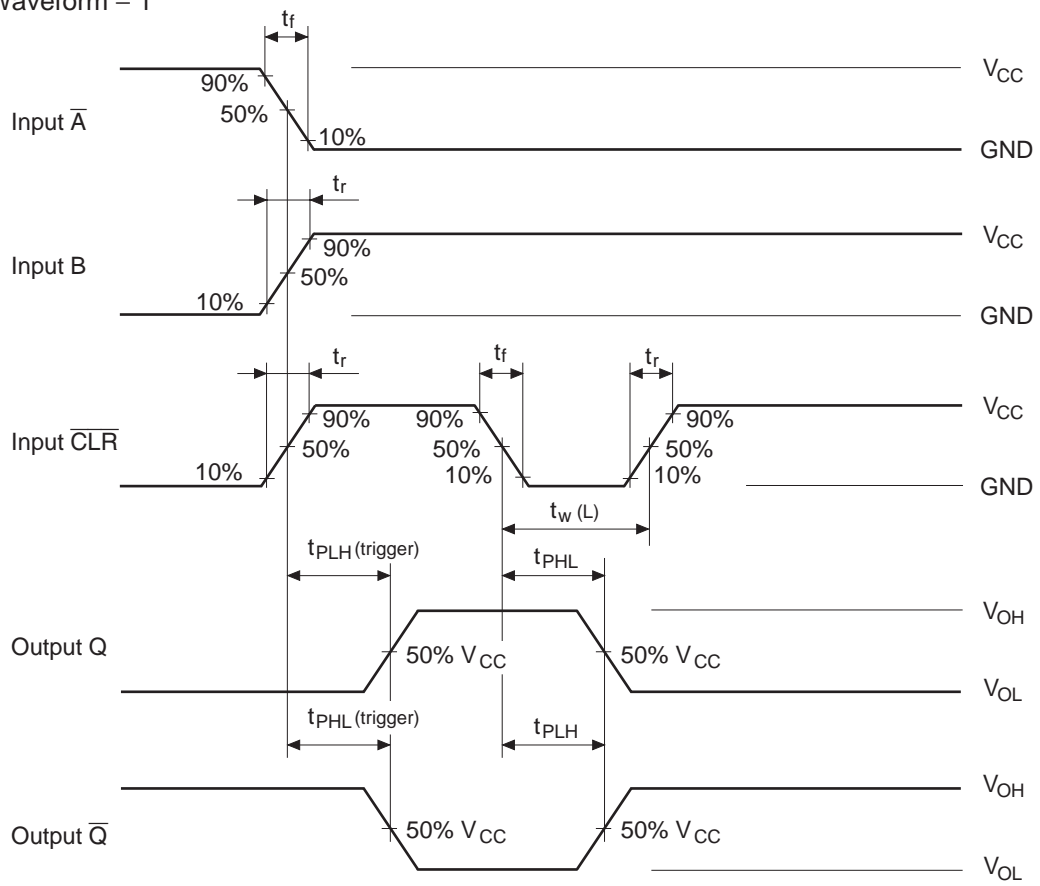 Waveform – 1
tf
90%
VCC
50%
Input A̅
10%
GND
tr
VCC
90%
Input B
50%
10%
GND
tr
tf
tr
VCC
90%
90%
90%
Input C̅L̅R̅
50%
50%
50%
10%
10%
10%
GND
tw (L)
tPLH (trigger)
tPHL
VOH
Output Q
50% VCC
50% VCC
VOL
tPHL (trigger)
tPLH
VOH
Output Q̅
50% VCC
50% VCC
VOL